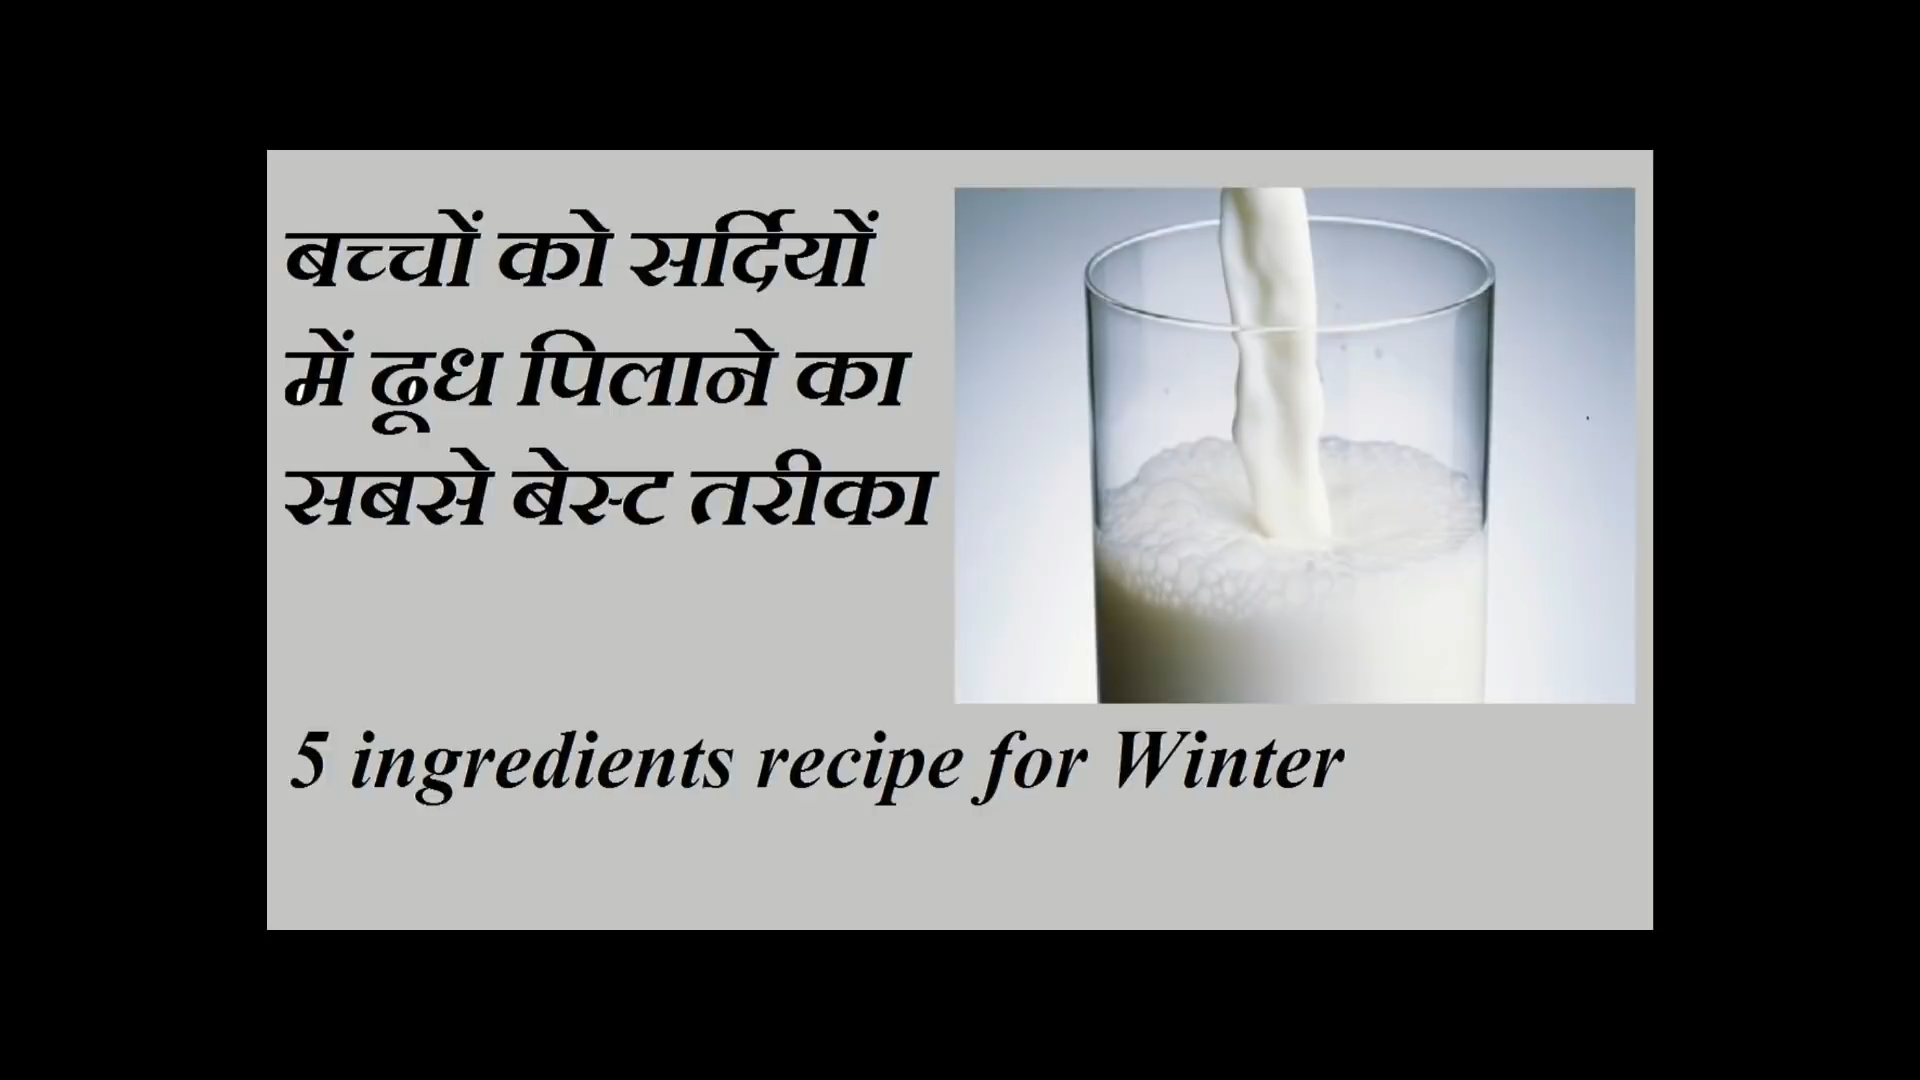 बच्चों को सर्दियों
में ढूध पिलाने का
सबसे बेस्ट तरीका
5 ingredients recipe for Winter